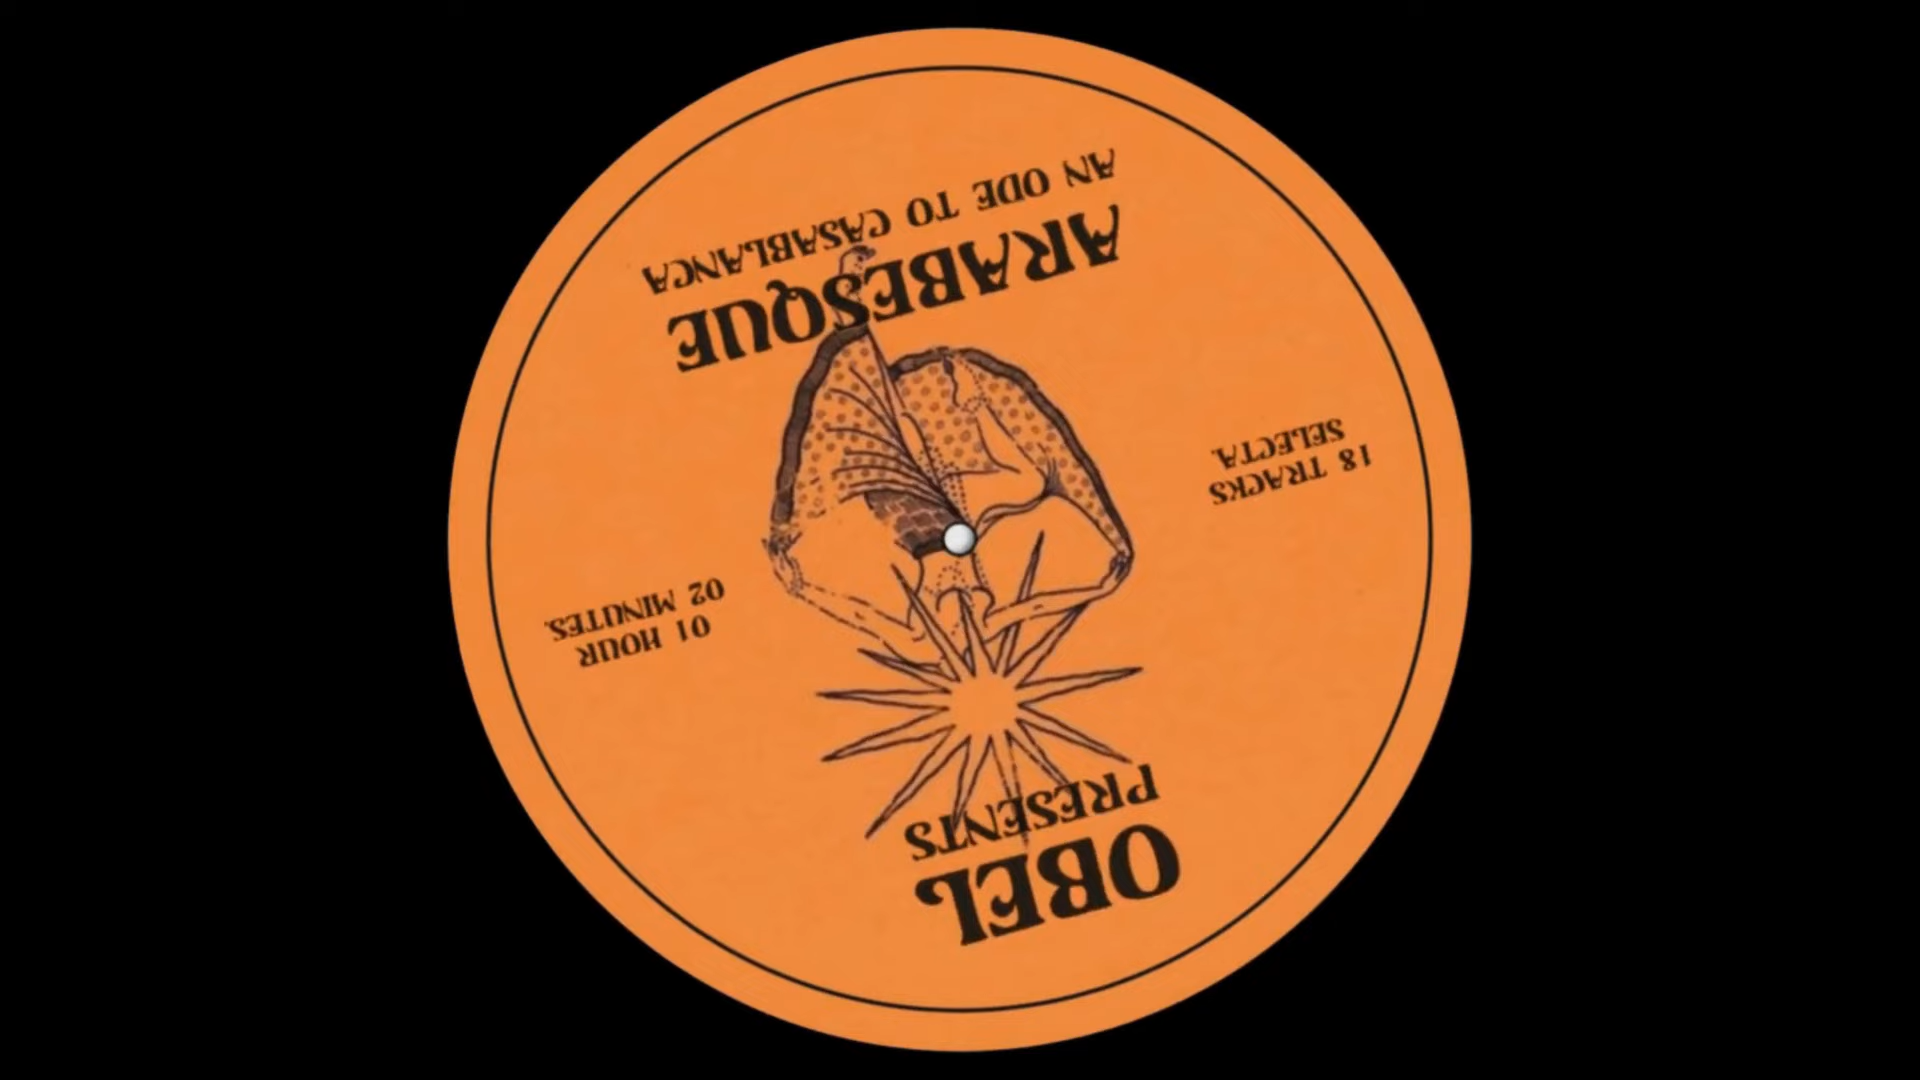 OBEL
PRESENTS
18 TRACKS
SELECTA.
01 HOUR
02 MINUTES.
ARABESQUE
AN ODE TO CASABLANCA